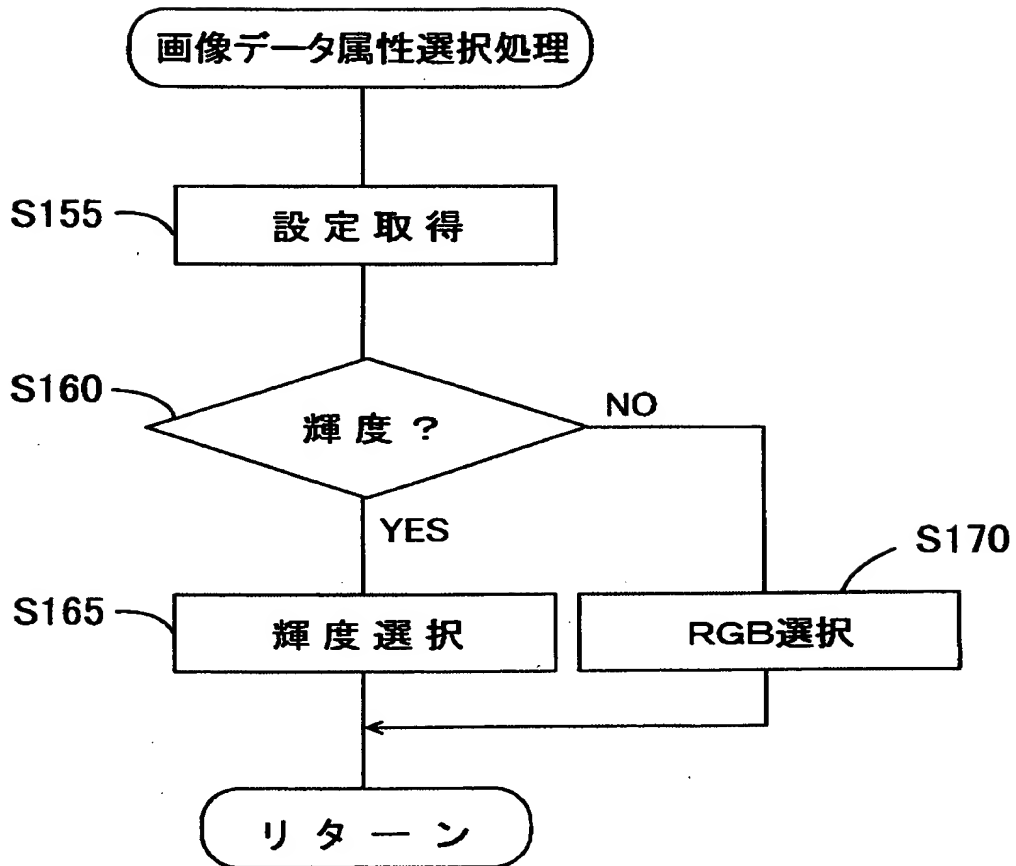 画像データ属性選択処理
S155
設定取得
S160
輝度？
NO
YES
S170
S165
輝度選択
RGB選択
リターン